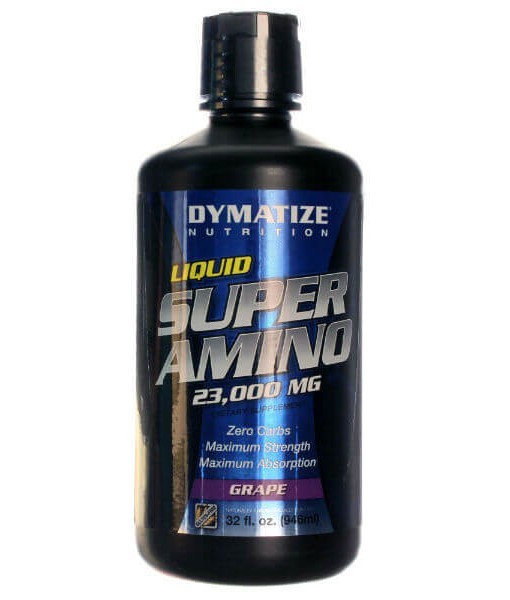 DYMATIZE®
NUTRITION
LIQUID
SUPER
AMINO
23,000 MG
DIETARY SUPPLEMENT
Zero Carbs
Maximum Strength
Maximum Absorption
GRAPE
32 fl. oz. (946ml)